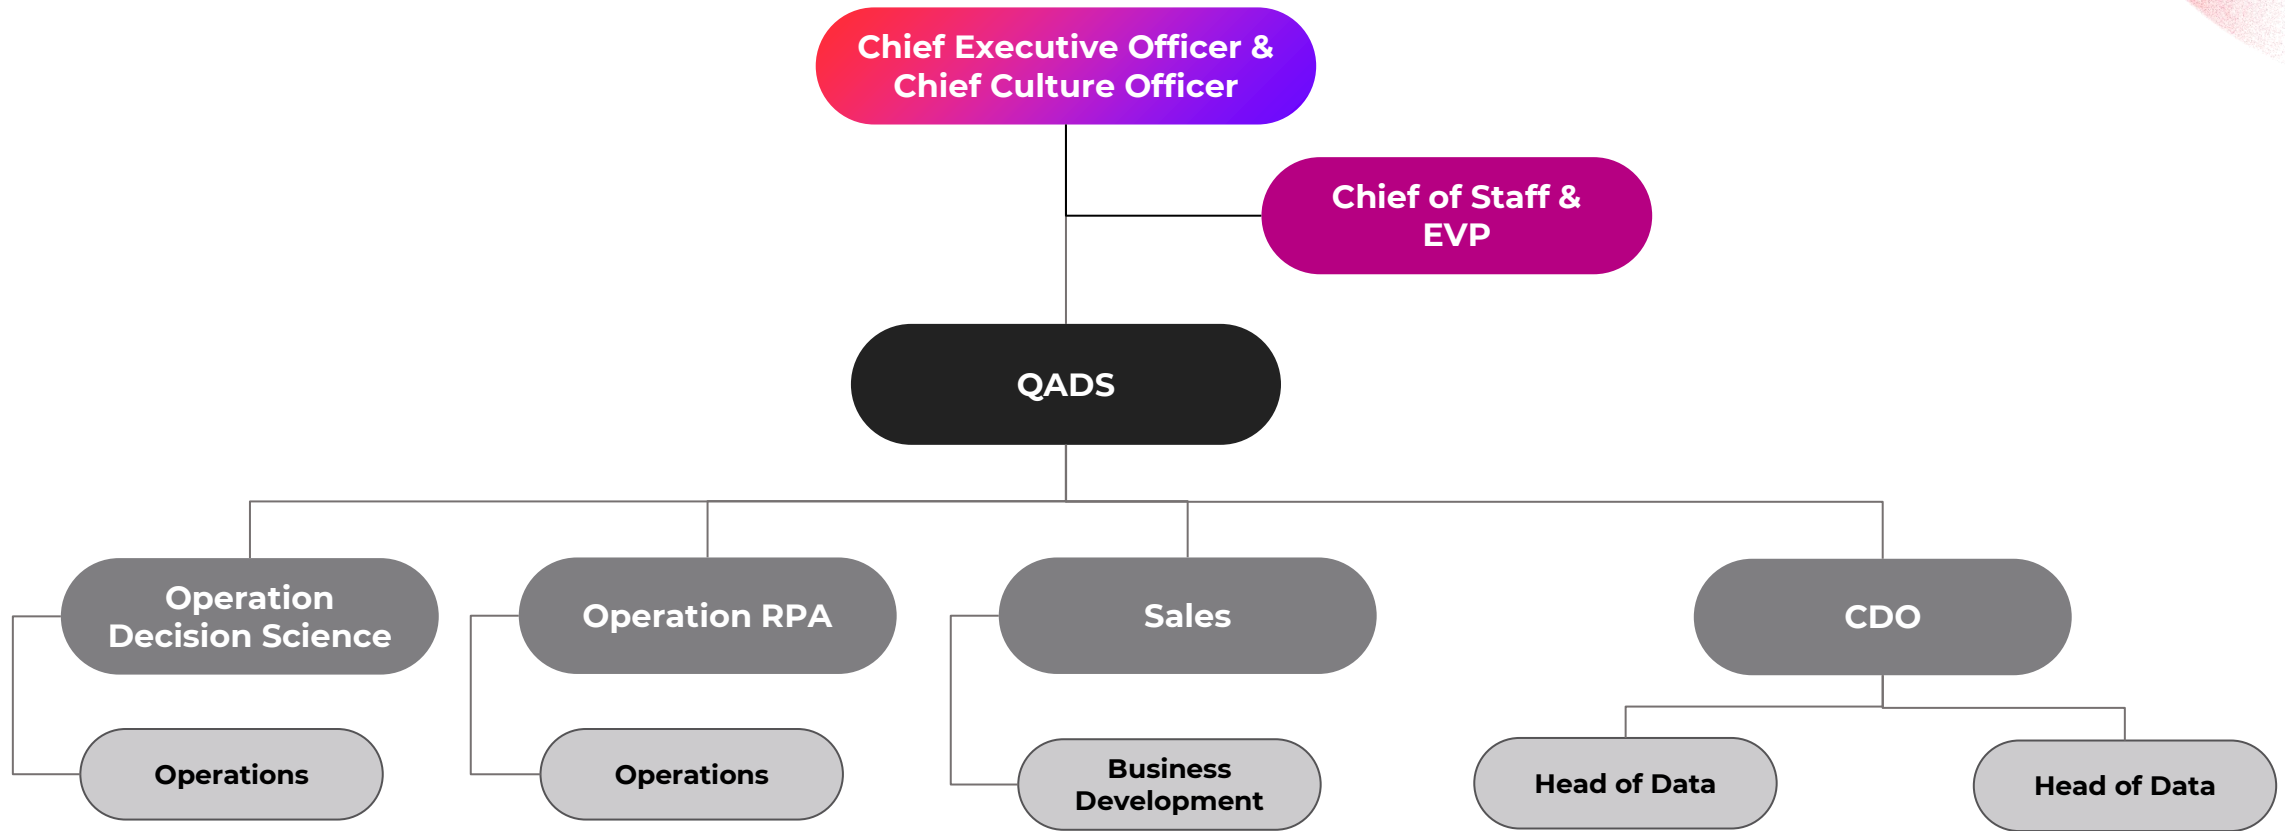 Chief Executive Officer &
Chief Culture Officer
Chief of Staff &
EVP
QADS
Operation
Decision Science
Operation RPA
Sales
CDO
Operations
Operations
Business
Development
Head of Data
Head of Data